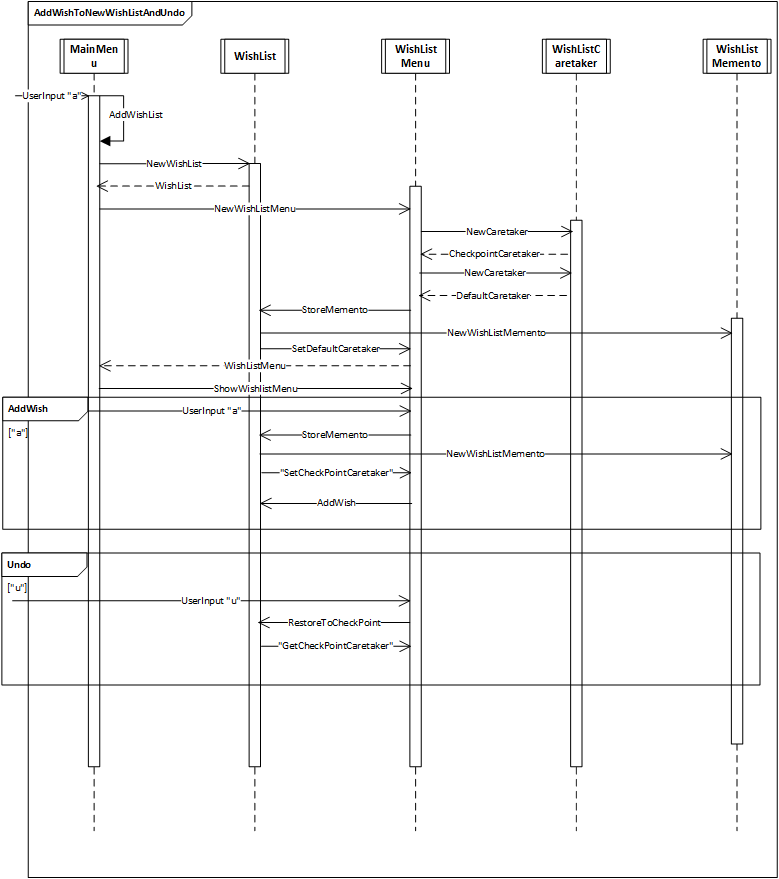 AddWishToNewWishListAndUndo
MainMen
u
WishList
WishList
Menu
WishListC
aretaker
WishList
Memento
UserInput "a"
AddWishList
NewWishList
WishList
NewWishListMenu
NewCaretaker
CheckpointCaretaker
NewCaretaker
DefaultCaretaker
StoreMemento
NewWishListMemento
SetDefaultCaretaker
WishListMenu
ShowWishlistMenu
AddWish
UserInput "a"
["a"]
StoreMemento
NewWishListMemento
"SetCheckPointCaretaker"
AddWish
Undo
["u"]
UserInput "u"
RestoreToCheckPoint
"GetCheckPointCaretaker"